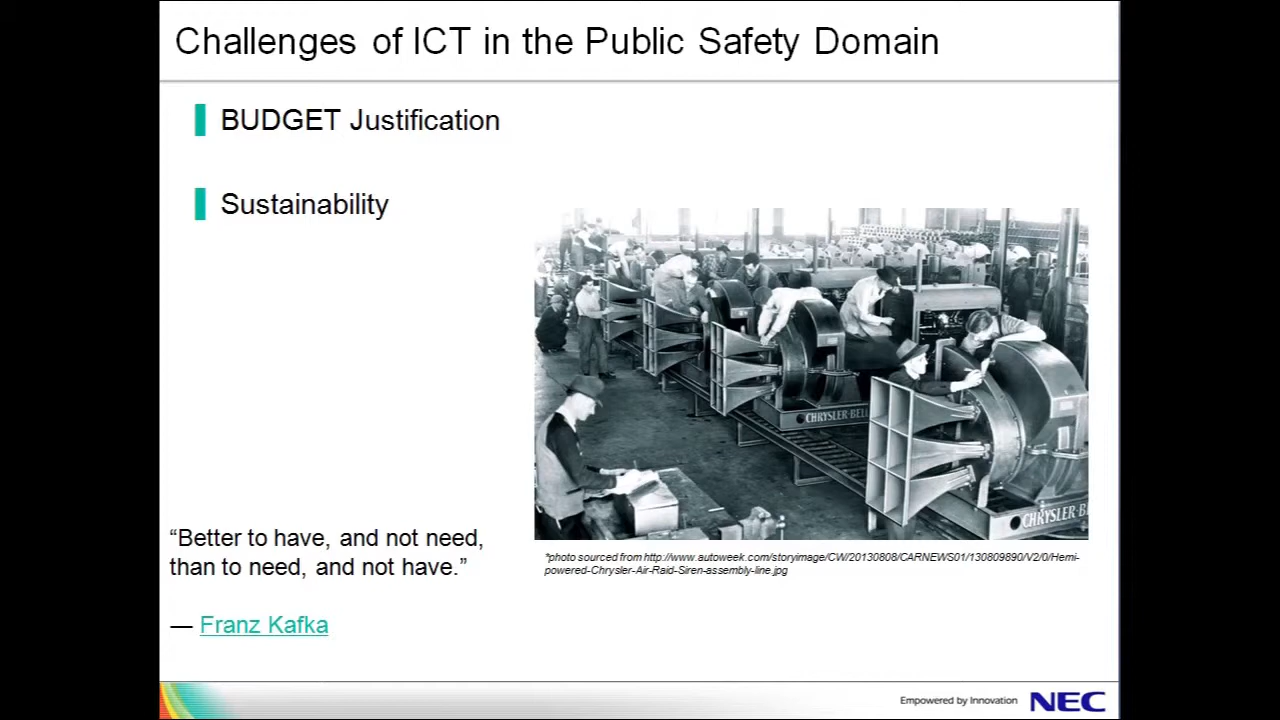 Challenges of ICT in the Public Safety Domain
BUDGET Justification
Sustainability
CHRYSLER-BELL
CHRYSLER-B
“Better to have, and not need,
than to need, and not have.”
— Franz Kafka
*photo sourced from http://www.autoweek.com/storyimage/CW/20130808/CARNEWS01/130809890/V2/0/Hemi-
powered-Chrysler-Air-Raid-Siren-assembly-line.jpg
Empowered by Innovation NEC